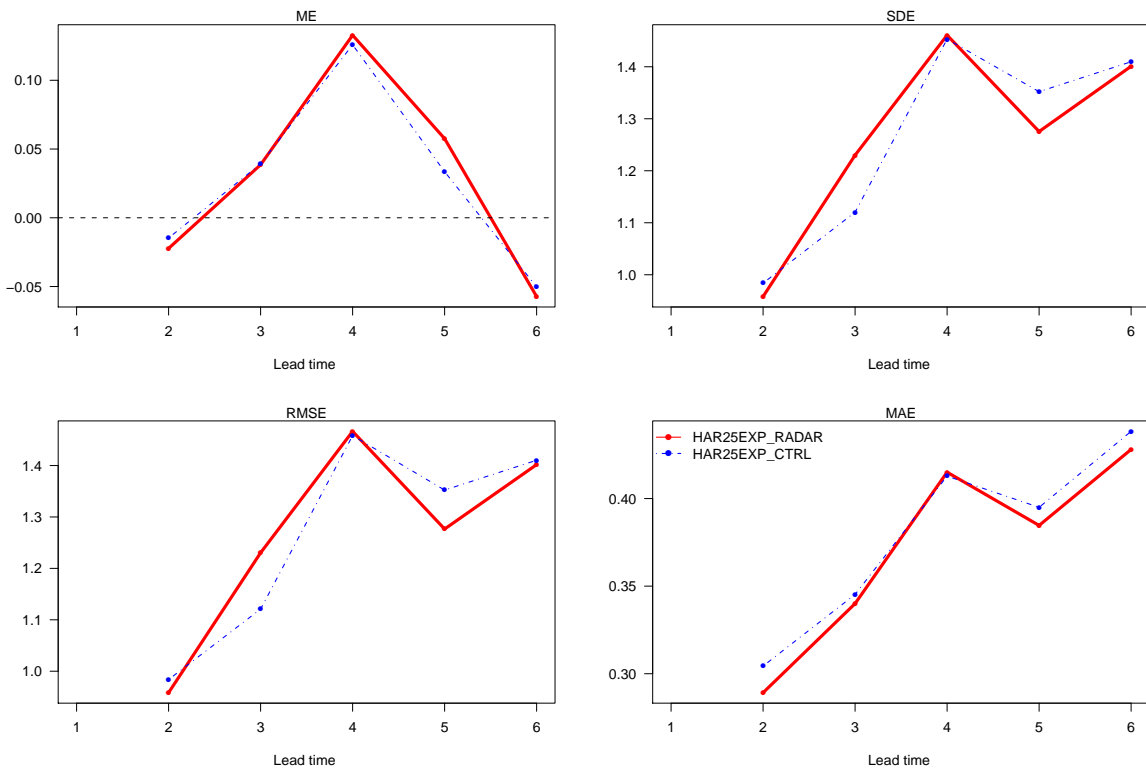 ME
0.10
0.05
0.00
−0.05
1 2 3 4 5 6
Lead time
SDE
1.4
1.3
1.2
1.1
1.0
1 2 3 4 5 6
Lead time
RMSE
1.4
1.3
1.2
1.1
1.0
1 2 3 4 5 6
Lead time
MAE
HAR25EXP_RADAR
HAR25EXP_CTRL
0.40
0.35
0.30
1 2 3 4 5 6
Lead time